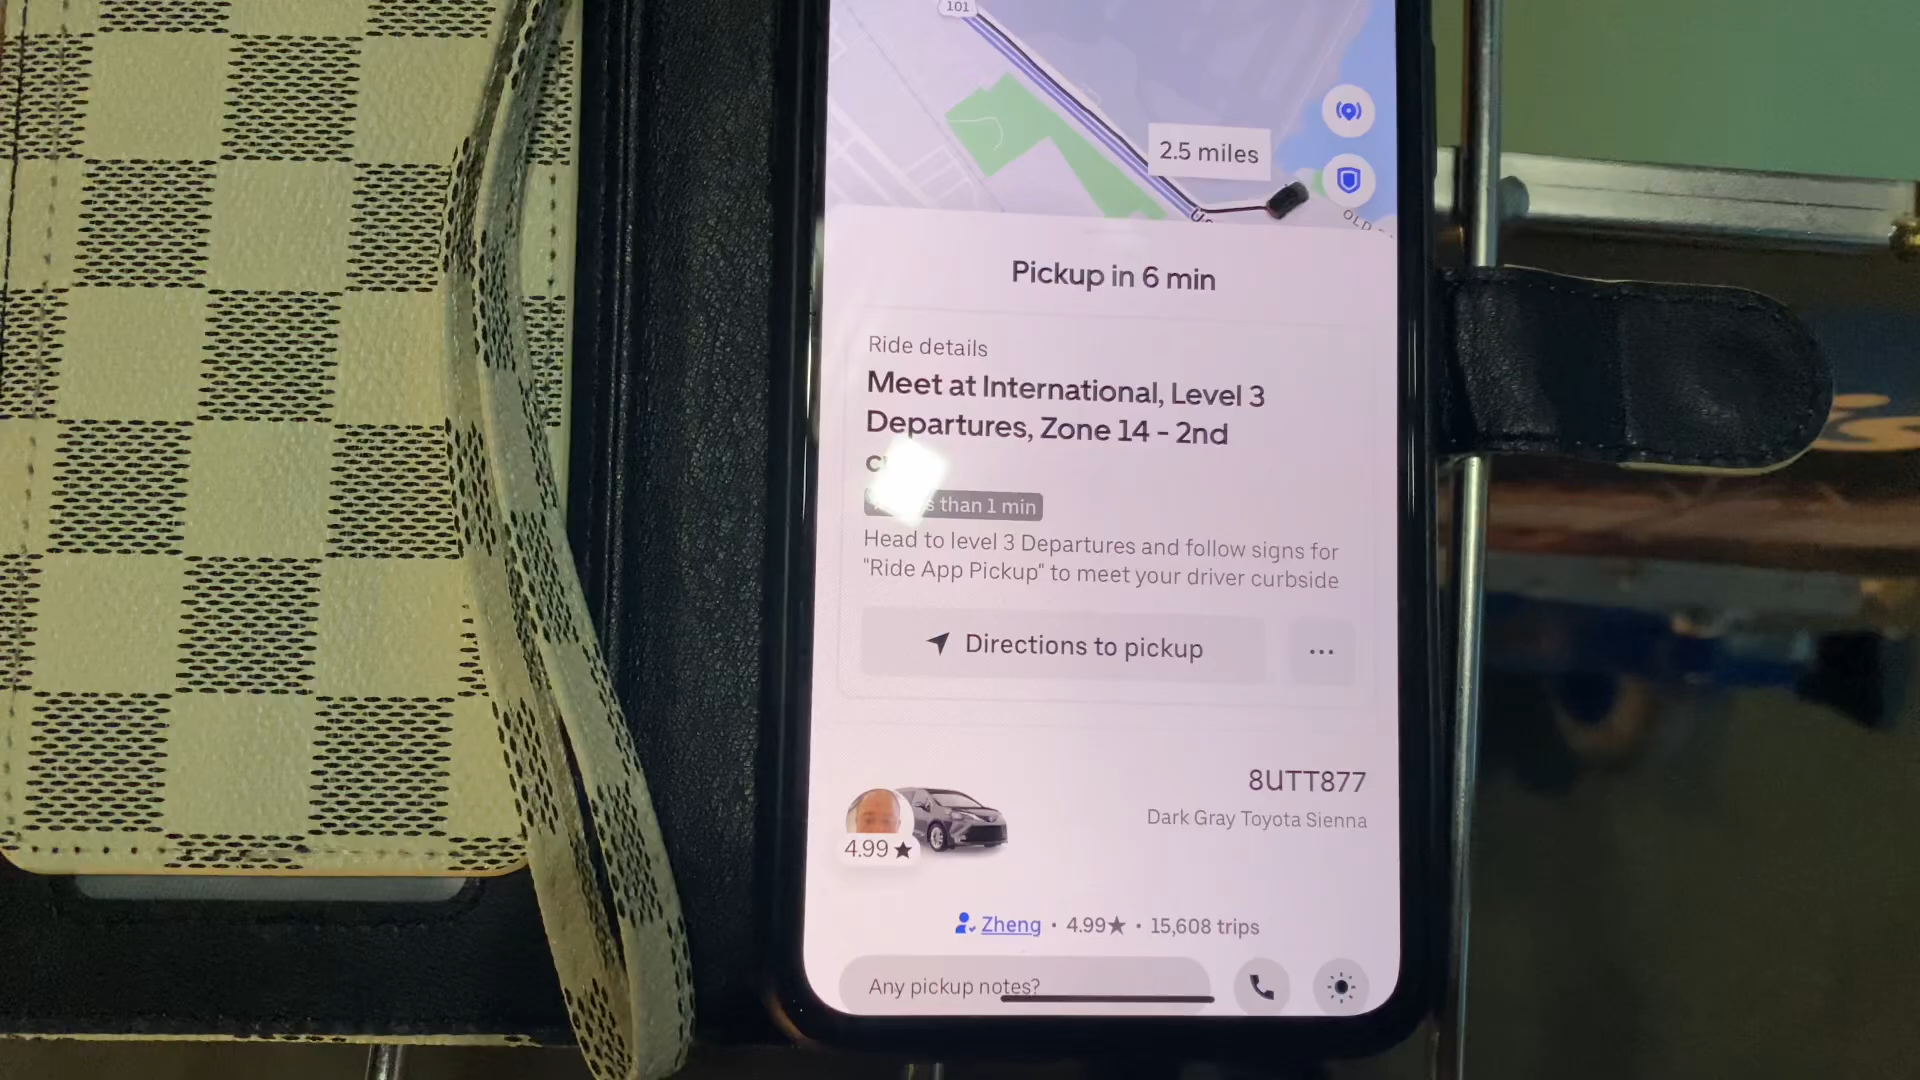 101
2.5 miles
OLD
Pickup in 6 min
Ride details
Meet at International, Level 3
Departures, Zone 14 - 2nd
than 1 min
Head to level 3 Departures and follow signs for
"Ride App Pickup" to meet your driver curbside
Directions to pickup
8UTT877
Dark Gray Toyota Sienna
4.99 ★
Zheng • 4.99★ • 15,608 trips
Any pickup notes?